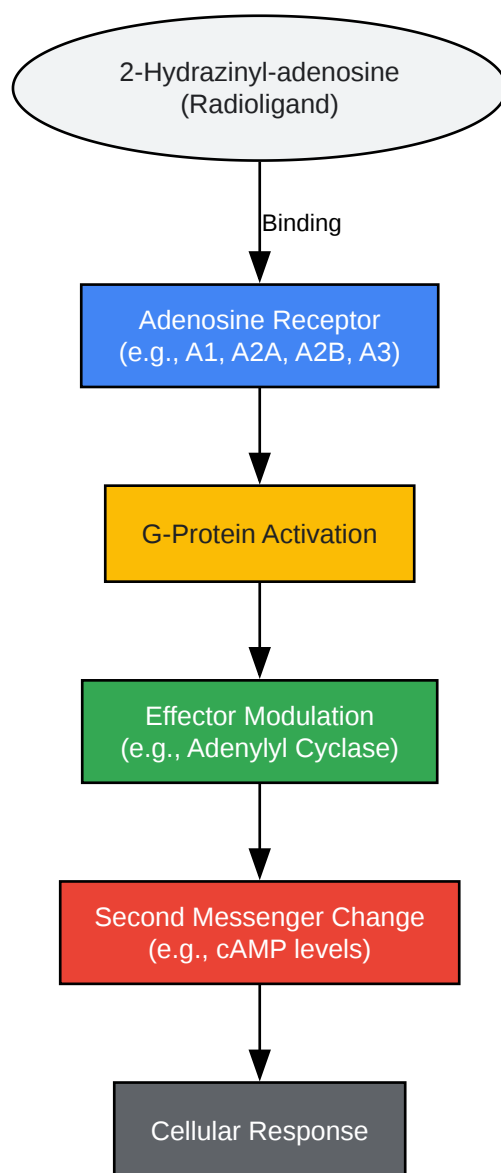 2-Hydrazinyl-adenosine
(Radioligand)
Binding
Adenosine Receptor
(e.g., A1, A2A, A2B, A3)
G-Protein Activation
Effector Modulation
(e.g., Adenylyl Cyclase)
Second Messenger Change
(e.g., cAMP levels)
Cellular Response